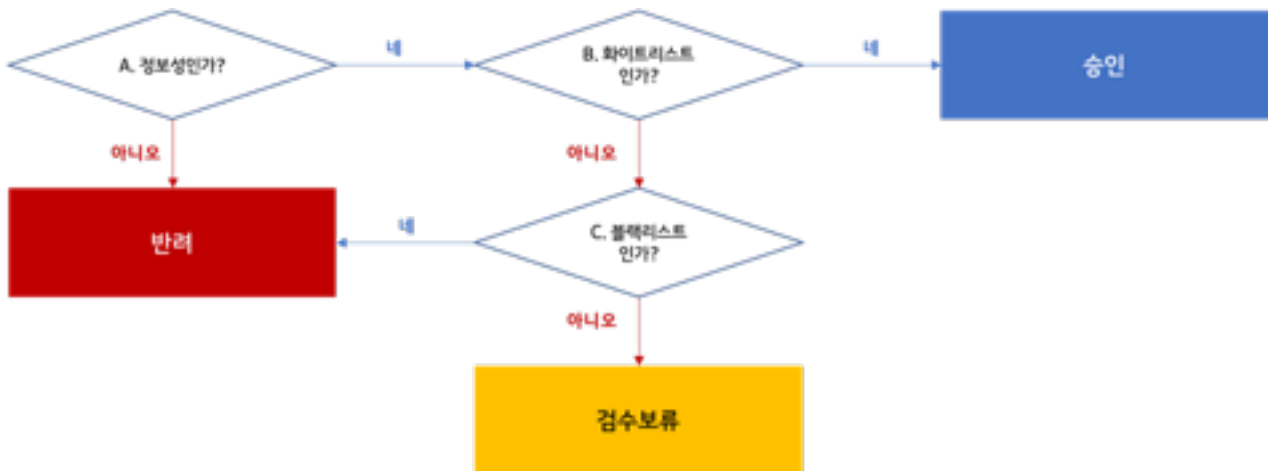 A. 정보성인가?
네
B. 화이트리스트
인가?
네
승인
아니오
아니오
반려
네
C. 블랙리스트
인가?
아니오
검수보류